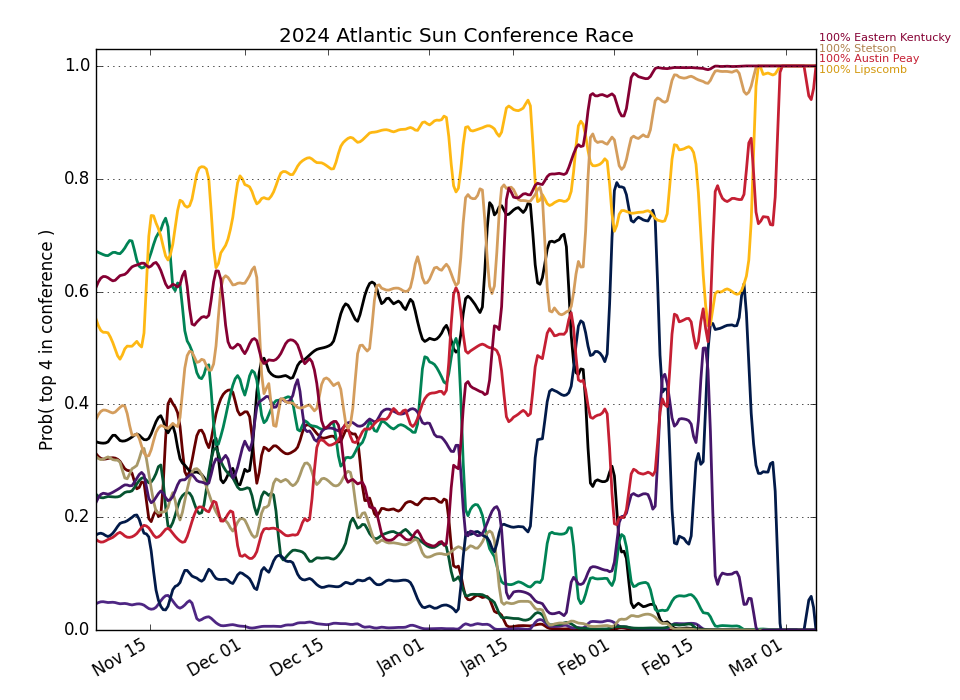 2024 Atlantic Sun Conference Race
100% Eastern Kentucky
100% Stetson
100% Austin Peay
100% Lipscomb
Prob( top 4 in conference )
1.0
0.8
0.6
0.4
0.2
0.0
Nov 15
Dec 01
Dec 15
Jan 01
Jan 15
Feb 01
Feb 15
Mar 01